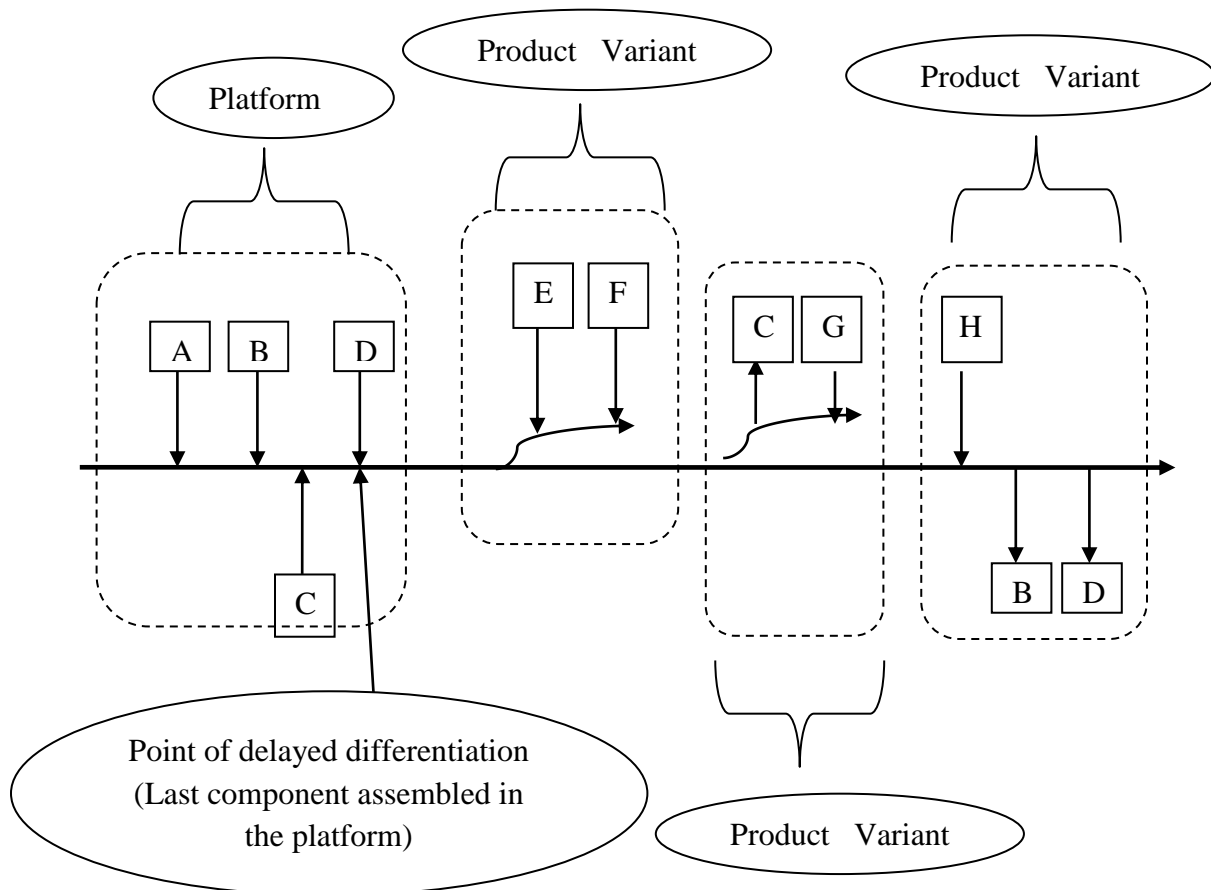 Product Variant
Platform
Product Variant
E F
C G
H
A B D
C
B D
Point of delayed differentiation
(Last component assembled in
the platform)
Product Variant